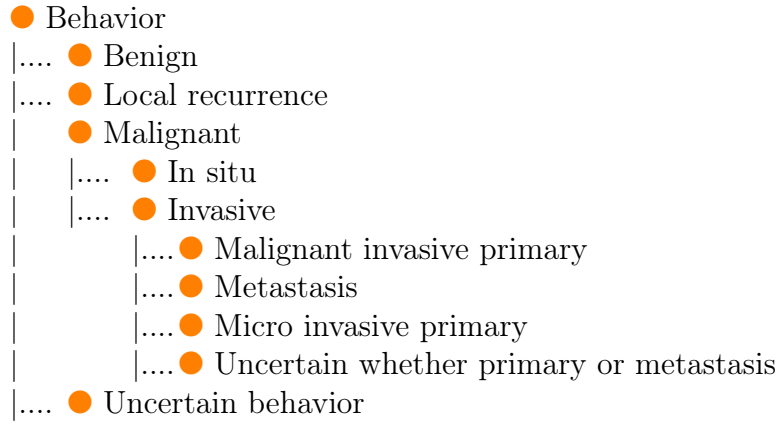 Behavior
|.... Benign
|.... Local recurrence
| Malignant
| |.... In situ
| |.... Invasive
| |.... Malignant invasive primary
| |.... Metastasis
| |.... Micro invasive primary
| |.... Uncertain whether primary or metastasis
|.... Uncertain behavior